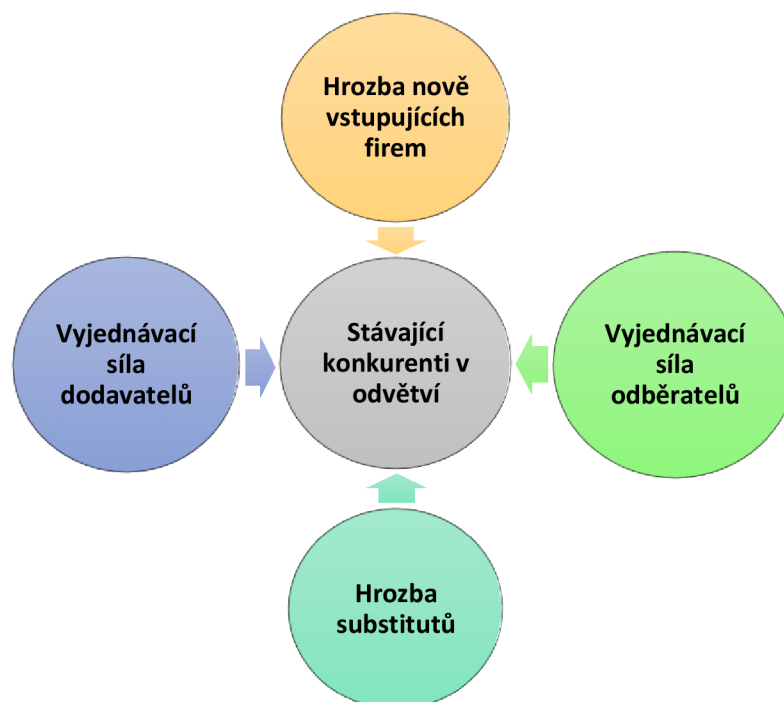 Hrozba nově
vstupujících
firem
Vyjednávací
síla
dodavatelů
Stávající
konkurenti v
odvětví
Vyjednávací
síla
odběratelů
Hrozba
substitutů